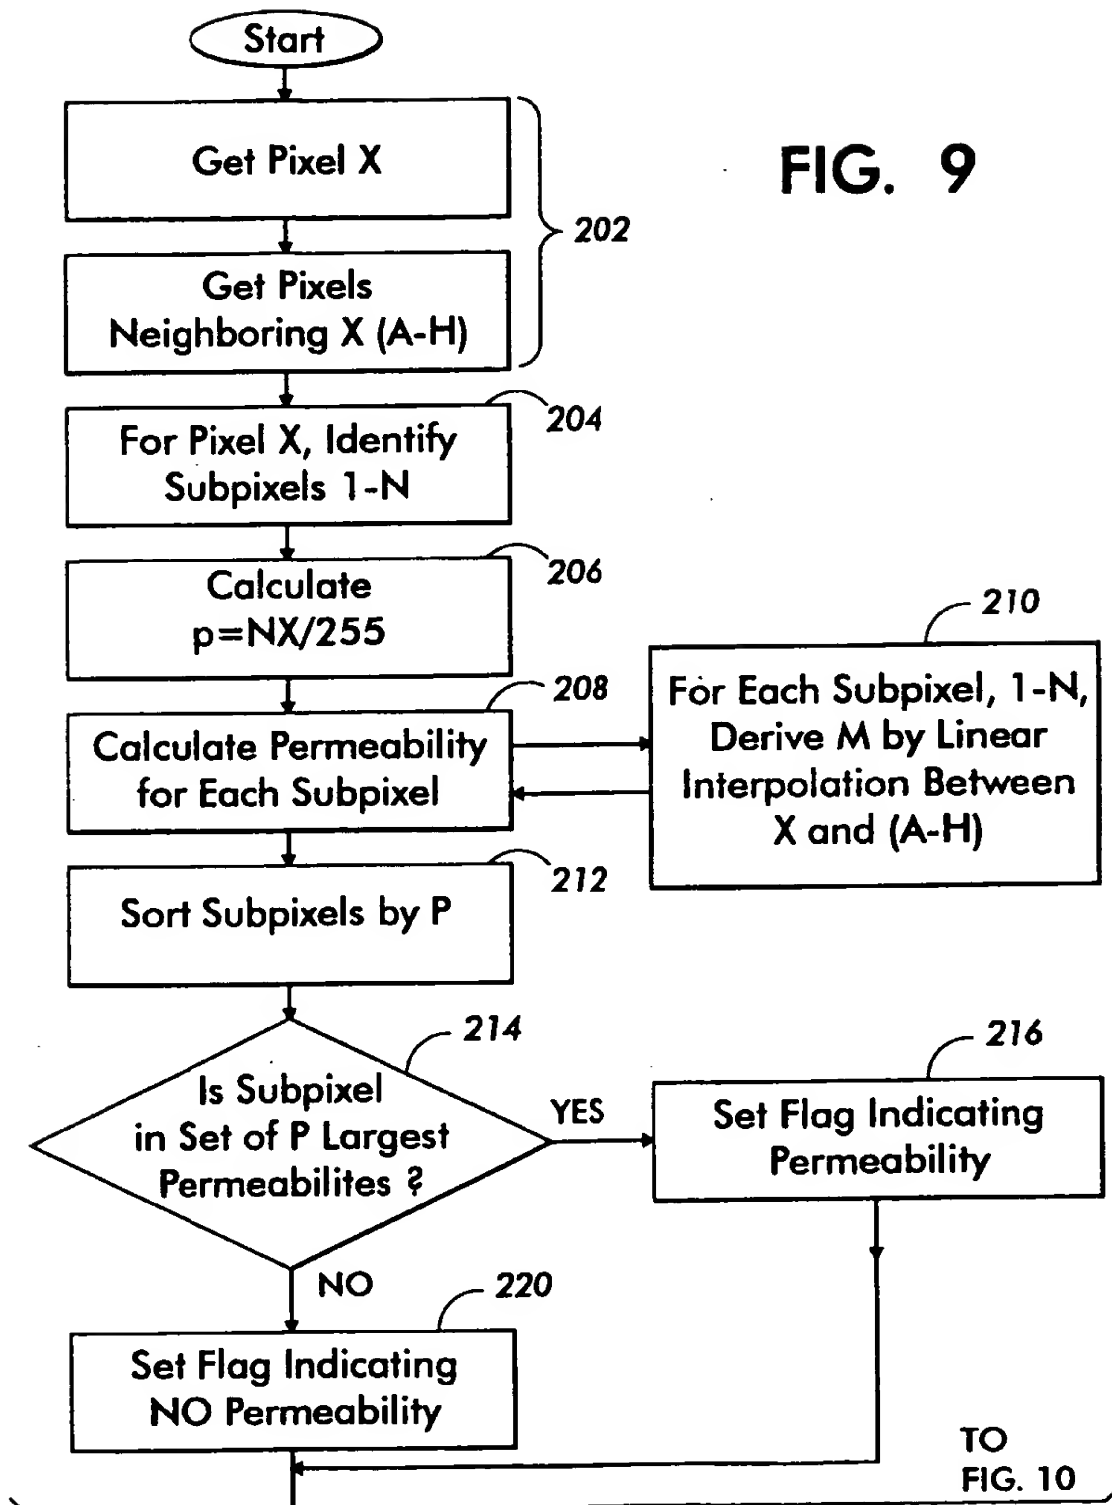 Start
FIG. 9
Get Pixel X
202
Get Pixels
Neighboring X (A-H)
204
For Pixel X, Identify
Subpixels 1-N
206
Calculate
p=NX/255
208
Calculate Permeability
for Each Subpixel
210
For Each Subpixel, 1-N,
Derive M by Linear
Interpolation Between
X and (A-H)
212
Sort Subpixels by P
214
Is Subpixel
in Set of P Largest
Permeabilites ?
YES
216
Set Flag Indicating
Permeability
NO
220
Set Flag Indicating
NO Permeability
TO
FIG. 10